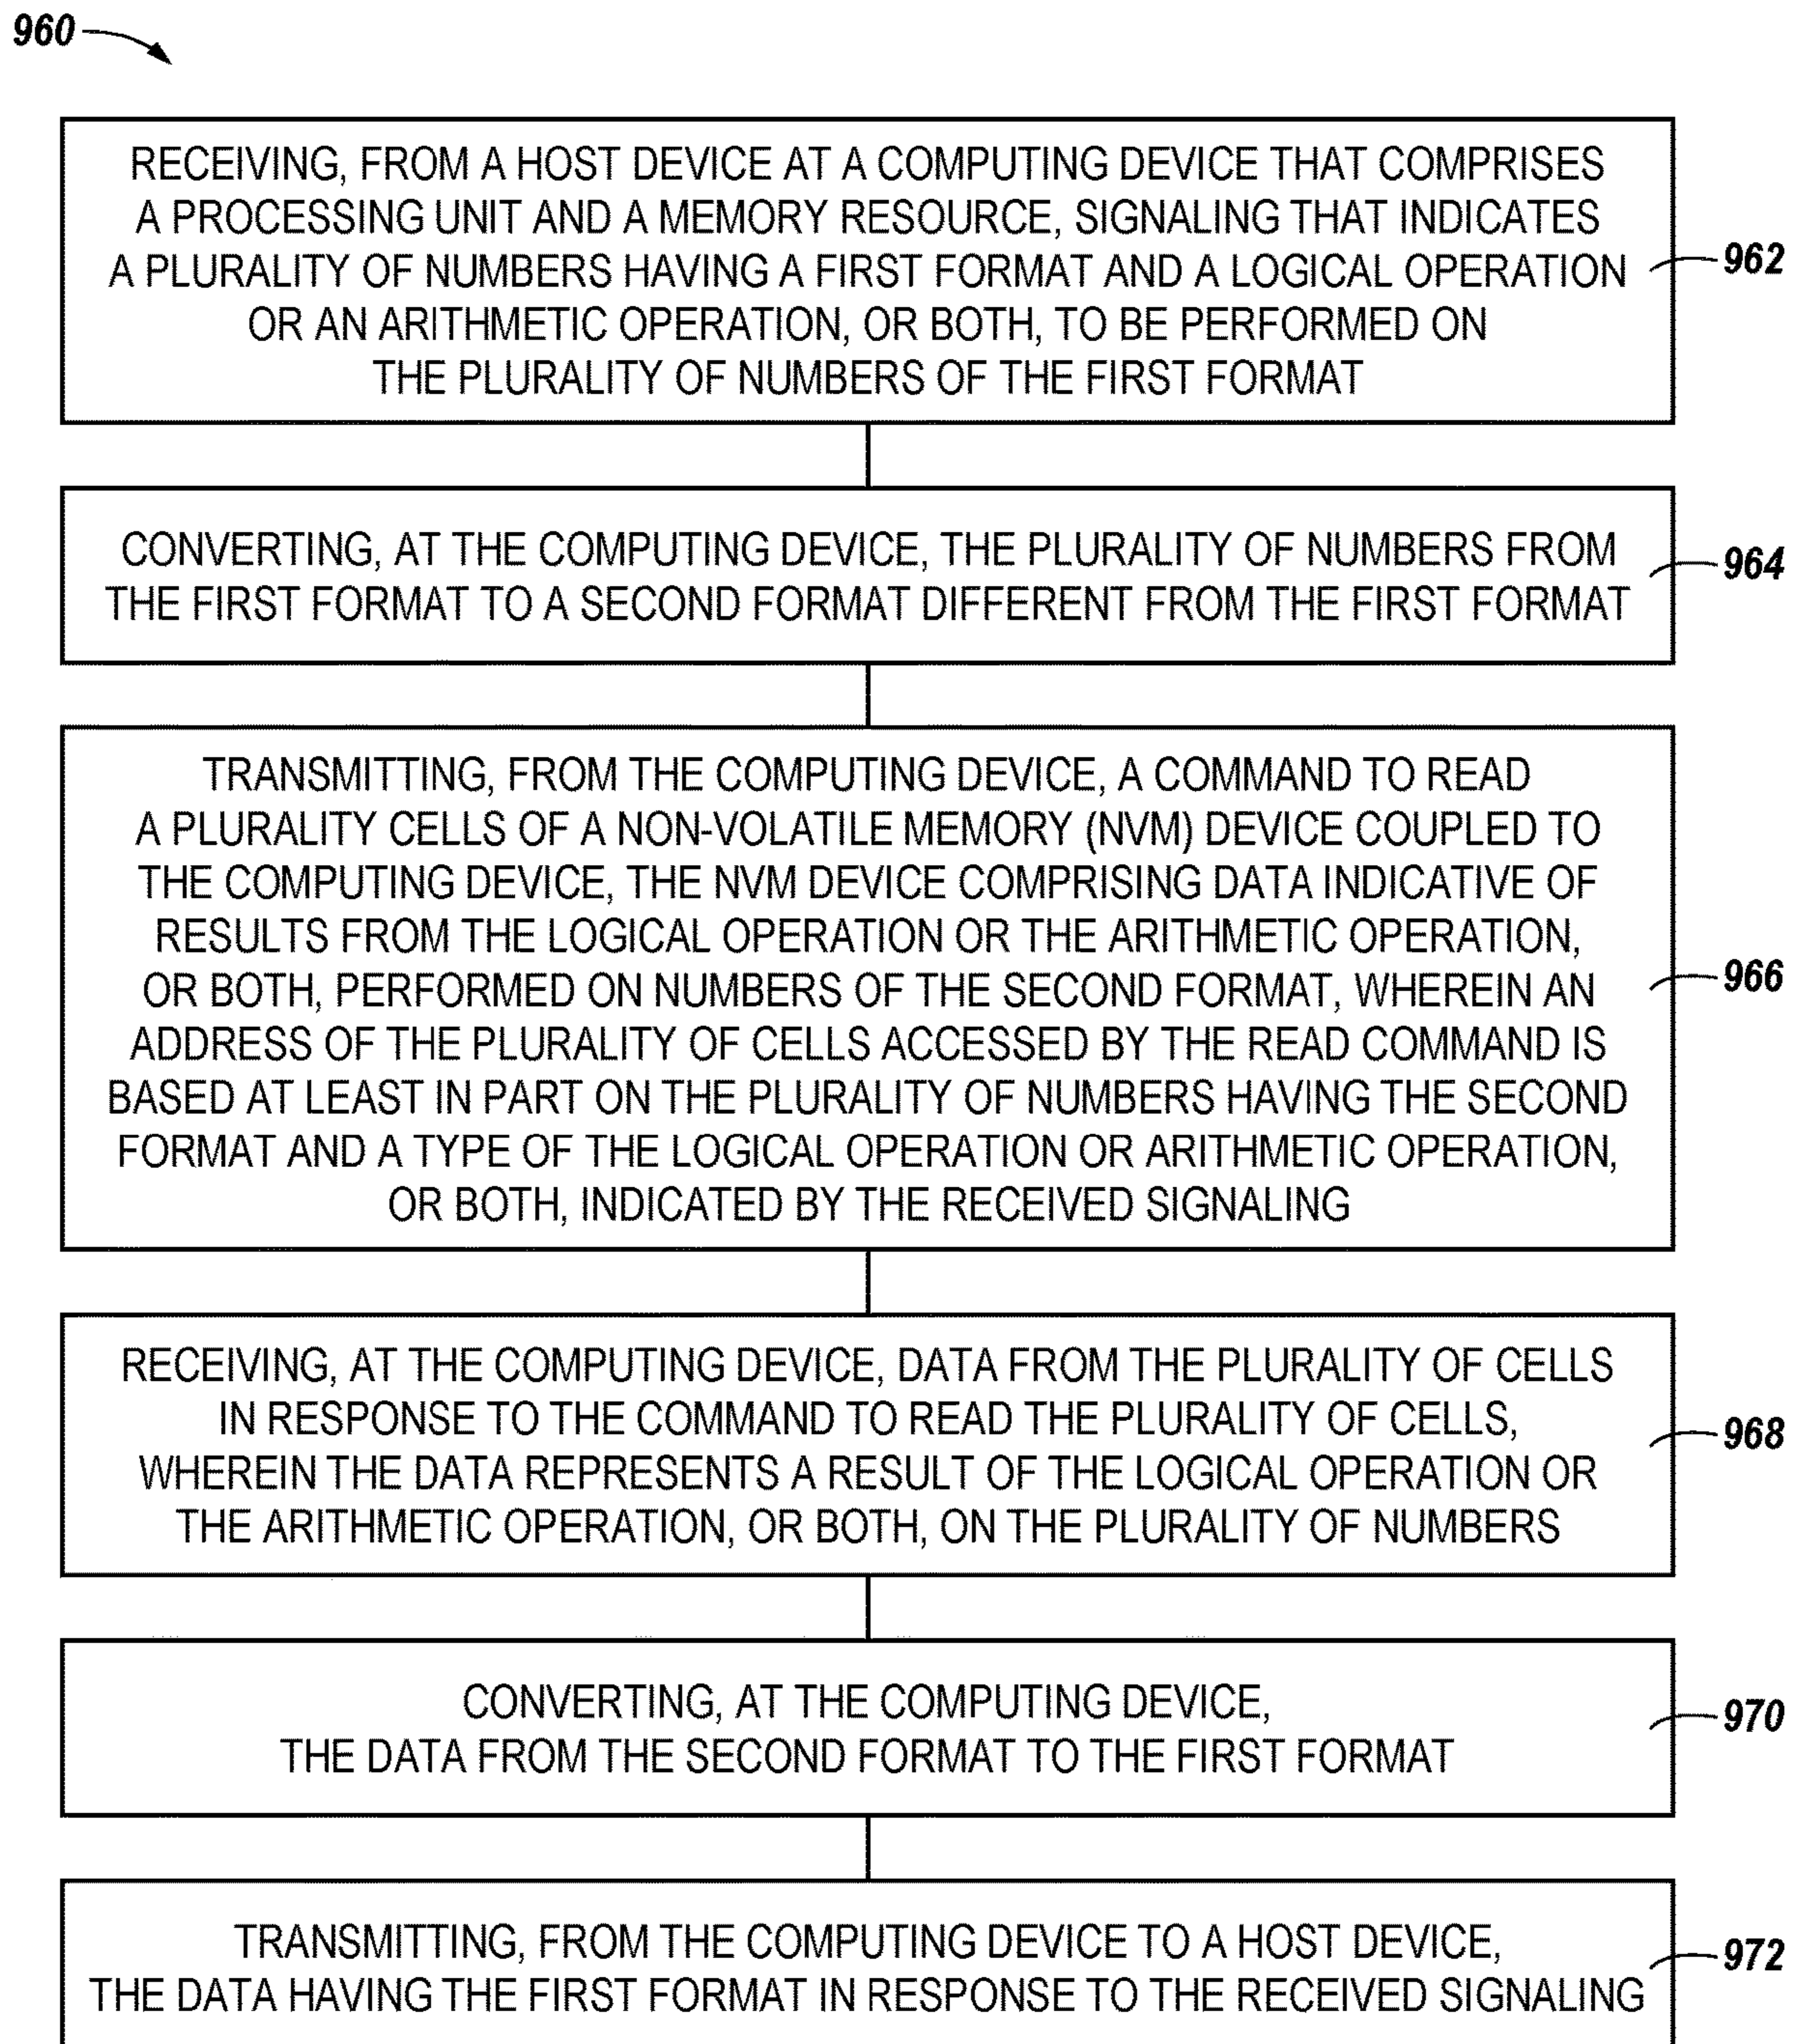 960
RECEIVING, FROM A HOST DEVICE AT A COMPUTING DEVICE THAT COMPRISES
A PROCESSING UNIT AND A MEMORY RESOURCE, SIGNALING THAT INDICATES
A PLURALITY OF NUMBERS HAVING A FIRST FORMAT AND A LOGICAL OPERATION
OR AN ARITHMETIC OPERATION, OR BOTH, TO BE PERFORMED ON
THE PLURALITY OF NUMBERS OF THE FIRST FORMAT
962
CONVERTING, AT THE COMPUTING DEVICE, THE PLURALITY OF NUMBERS FROM
THE FIRST FORMAT TO A SECOND FORMAT DIFFERENT FROM THE FIRST FORMAT
964
TRANSMITTING, FROM THE COMPUTING DEVICE, A COMMAND TO READ
A PLURALITY CELLS OF A NON-VOLATILE MEMORY (NVM) DEVICE COUPLED TO
THE COMPUTING DEVICE, THE NVM DEVICE COMPRISING DATA INDICATIVE OF
RESULTS FROM THE LOGICAL OPERATION OR THE ARITHMETIC OPERATION,
OR BOTH, PERFORMED ON NUMBERS OF THE SECOND FORMAT, WHEREIN AN
ADDRESS OF THE PLURALITY OF CELLS ACCESSED BY THE READ COMMAND IS
BASED AT LEAST IN PART ON THE PLURALITY OF NUMBERS HAVING THE SECOND
FORMAT AND A TYPE OF THE LOGICAL OPERATION OR ARITHMETIC OPERATION,
OR BOTH, INDICATED BY THE RECEIVED SIGNALING
966
RECEIVING, AT THE COMPUTING DEVICE, DATA FROM THE PLURALITY OF CELLS
IN RESPONSE TO THE COMMAND TO READ THE PLURALITY OF CELLS,
WHEREIN THE DATA REPRESENTS A RESULT OF THE LOGICAL OPERATION OR
THE ARITHMETIC OPERATION, OR BOTH, ON THE PLURALITY OF NUMBERS
968
CONVERTING, AT THE COMPUTING DEVICE,
THE DATA FROM THE SECOND FORMAT TO THE FIRST FORMAT
970
TRANSMITTING, FROM THE COMPUTING DEVICE TO A HOST DEVICE,
THE DATA HAVING THE FIRST FORMAT IN RESPONSE TO THE RECEIVED SIGNALING
972